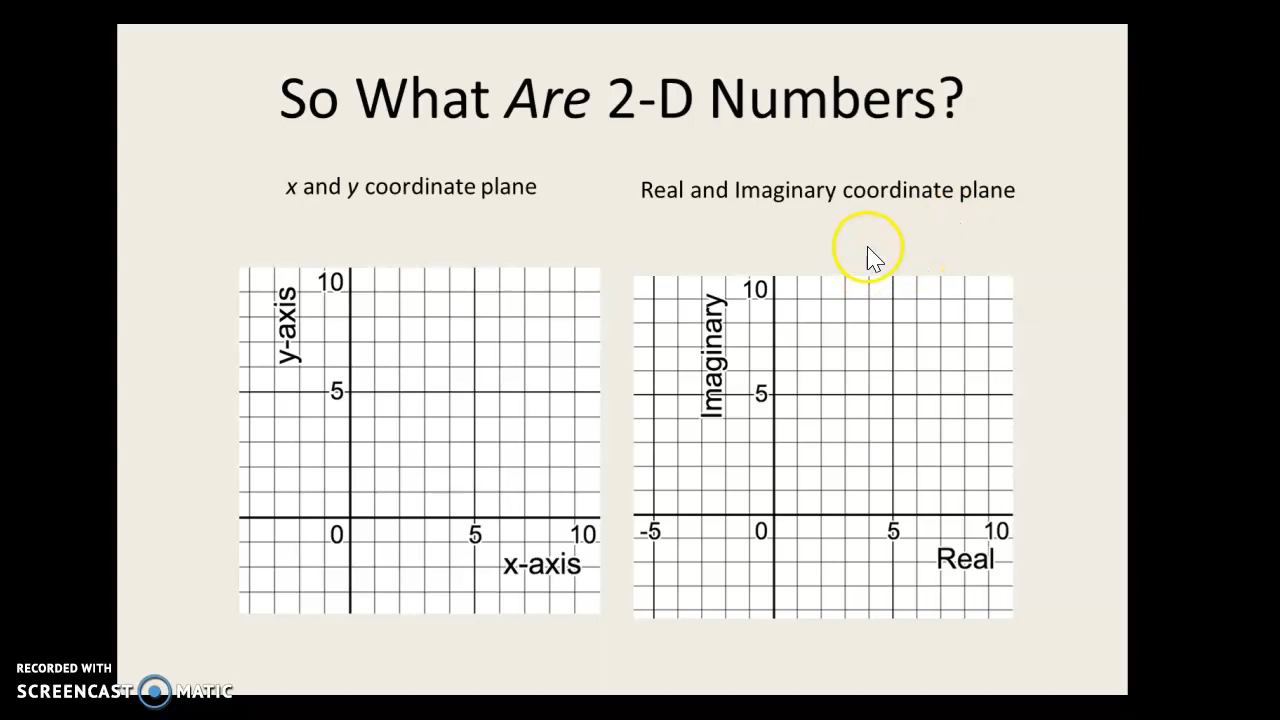 So What Are 2-D Numbers?
x and y coordinate plane
Real and Imaginary coordinate plane
10
y-axis
5
0
5
10
x-axis
10
Imaginary
5
-5
0
5
10
Real
RECORDED WITH
SCREENCAST MATIC